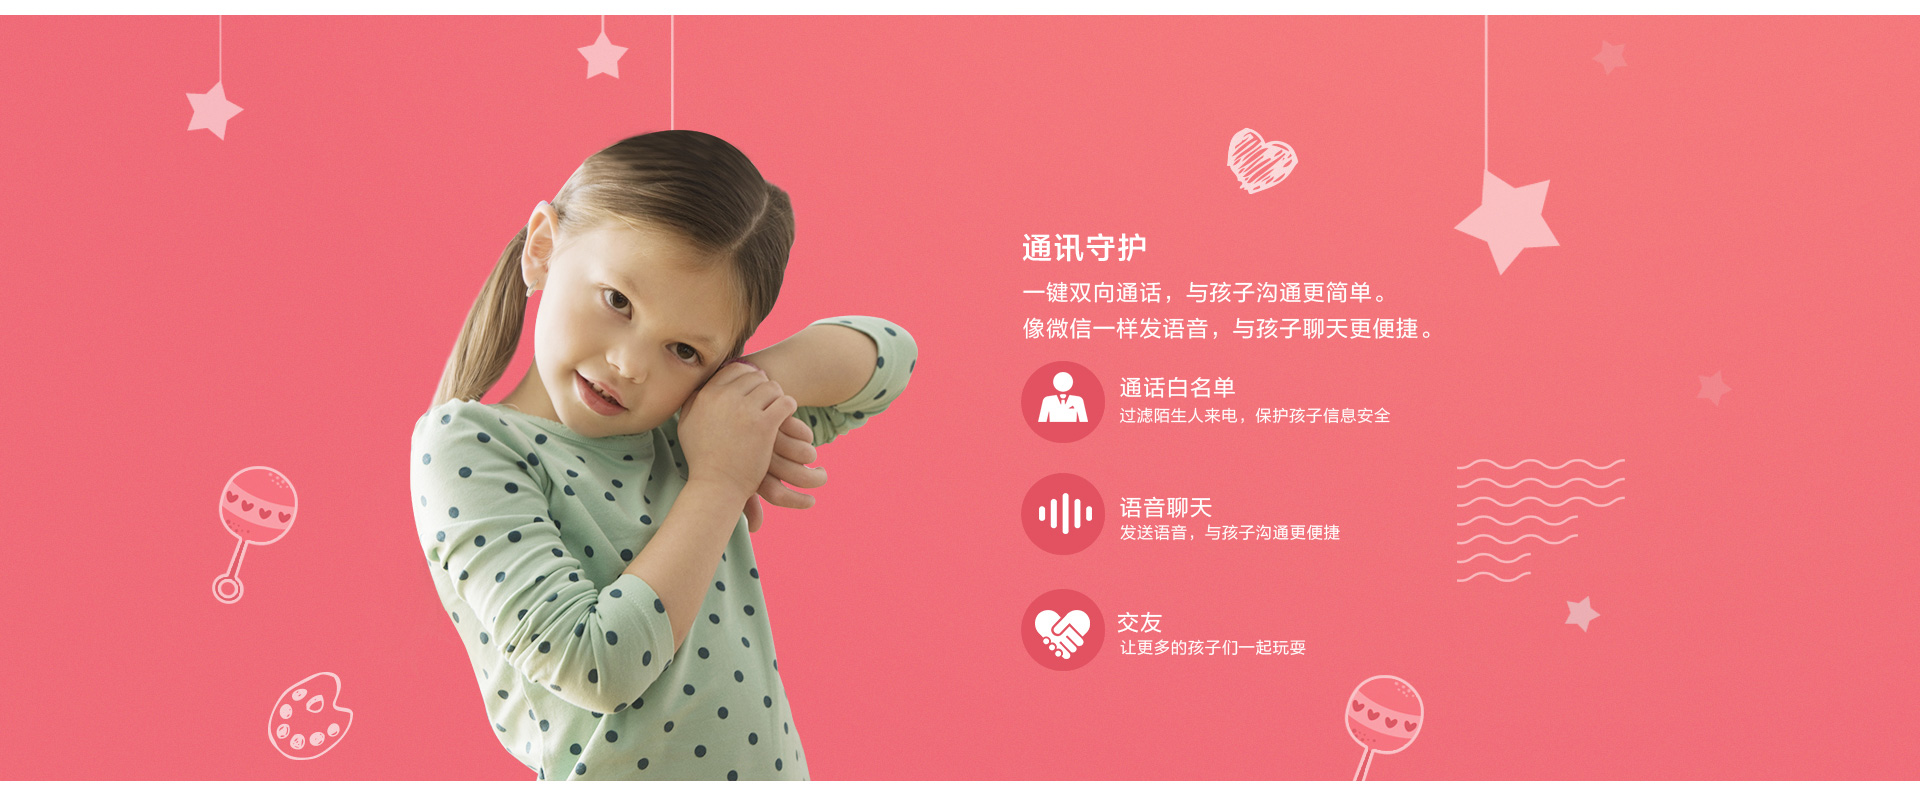 通讯守护
一键双向通话，与孩子沟通更简单。
像微信一样发语音，与孩子聊天更便捷。
通话白名单
过滤陌生人来电，保护孩子信息安全
语音聊天
发送语音，与孩子沟通更便捷
交友
让更多的孩子们一起玩耍